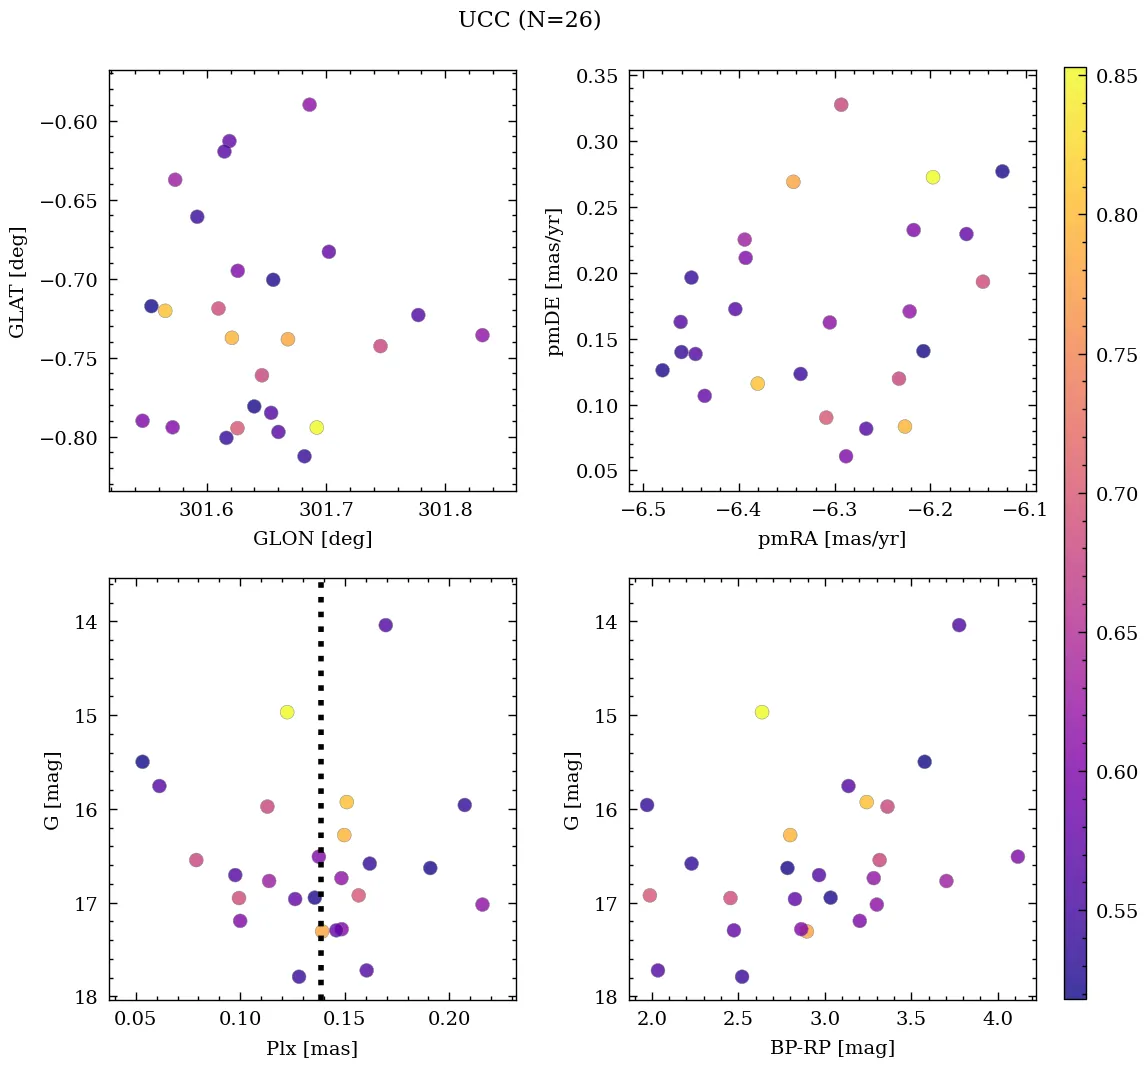 UCC (N=26)
−0.60
−0.65
−0.70
−0.75
−0.80
GLAT [deg]
301.6 301.7 301.8
GLON [deg]
0.35
0.30
0.25
0.20
0.15
0.10
0.05
pmDE [mas/yr]
−6.5 −6.4 −6.3 −6.2 −6.1
pmRA [mas/yr]
14
15
16
17
18
G [mag]
0.05 0.10 0.15 0.20
Plx [mas]
14
15
16
17
18
G [mag]
2.0 2.5 3.0 3.5 4.0
BP-RP [mag]
0.85
0.80
0.75
0.70
0.65
0.60
0.55